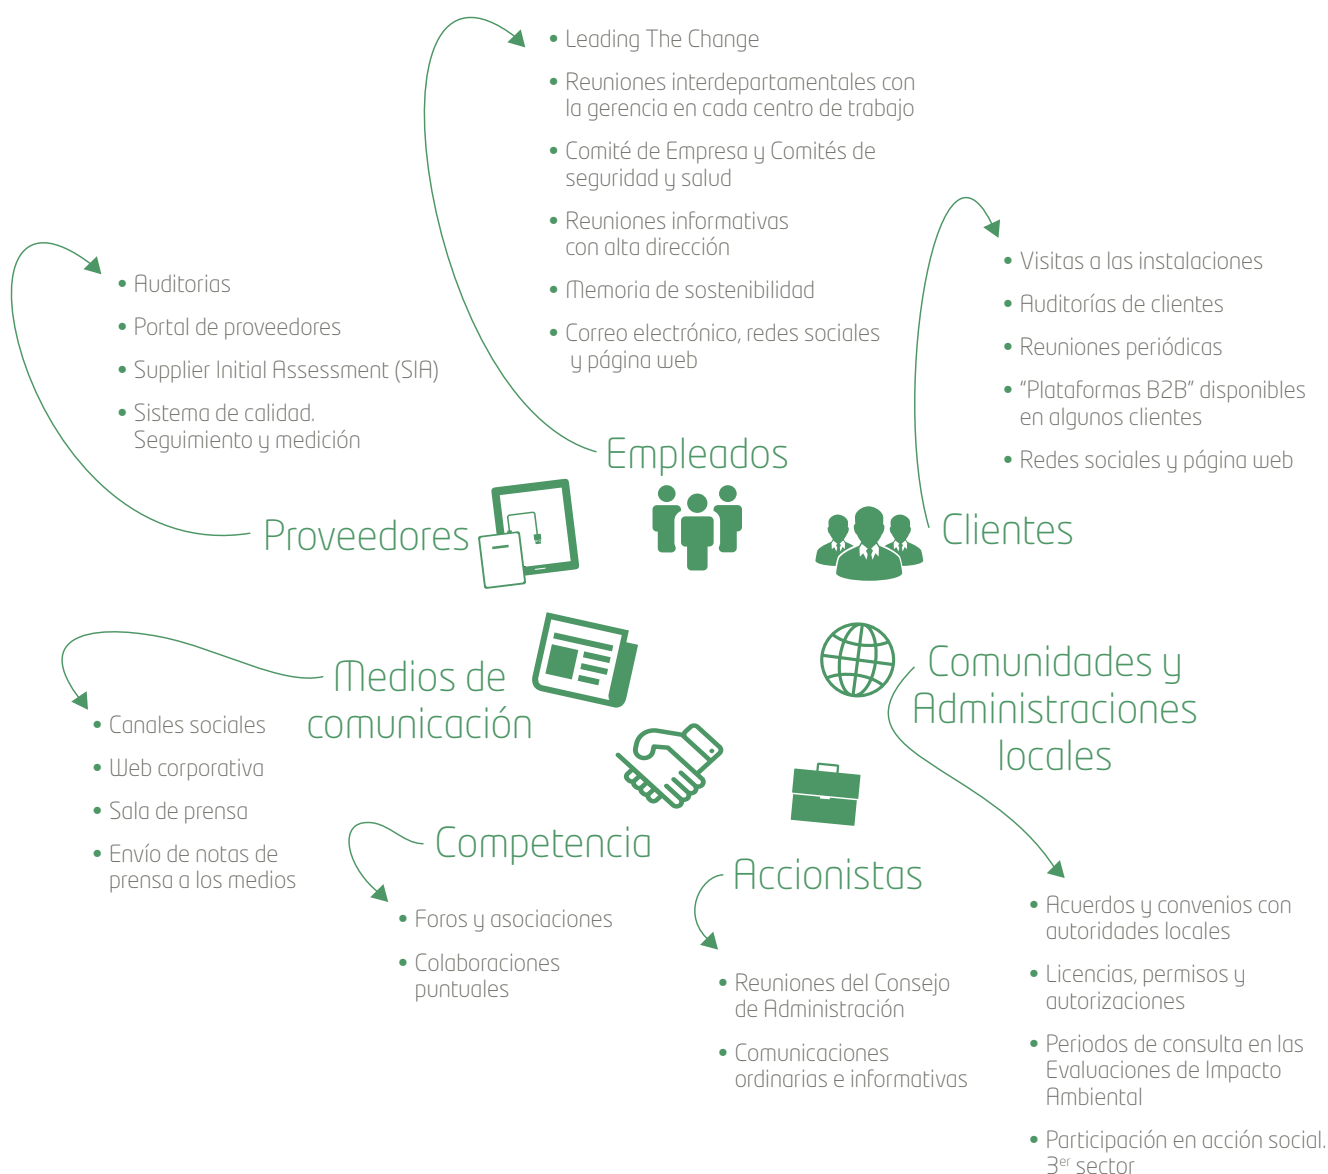 • Leading The Change
• Reuniones interdepartamentales con
la gerencia en cada centro de trabajo
• Comité de Empresa y Comités de
seguridad y salud
• Reuniones informativas
con alta dirección
• Memoria de sostenibilidad
• Correo electrónico, redes sociales
y página web
Empleados
• Auditorias
• Portal de proveedores
• Supplier Initial Assessment (SIA)
• Sistema de calidad.
Seguimiento y medición
Proveedores
• Visitas a las instalaciones
• Auditorías de clientes
• Reuniones periódicas
• “Plataformas B2B” disponibles
en algunos clientes
• Redes sociales y página web
Clientes
Medios de
comunicación
• Canales sociales
• Web corporativa
• Sala de prensa
• Envío de notas de
prensa a los medios
Comunidades y
Administraciones
locales
• Acuerdos y convenios con
autoridades locales
• Licencias, permisos y
autorizaciones
• Periodos de consulta en las
Evaluaciones de Impacto
Ambiental
• Participación en acción social.
3er sector
Competencia
• Foros y asociaciones
• Colaboraciones
puntuales
Accionistas
• Reuniones del Consejo
de Administración
• Comunicaciones
ordinarias e informativas